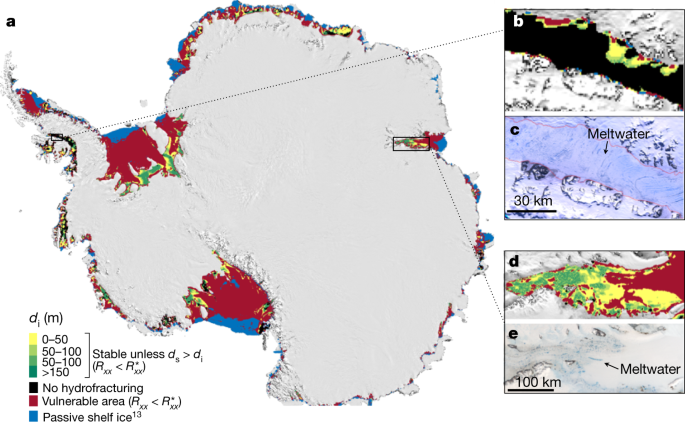 a
b
c
Meltwater
30 km
d
e
Meltwater
100 km
dᵢ (m)
0–50
50–100
50–100
>150
Stable unless dₛ > dᵢ
(Rₓₓ < R*ₓₓ)
No hydrofracturing
Vulnerable area (Rₓₓ < R*ₓₓ)
Passive shelf ice¹³